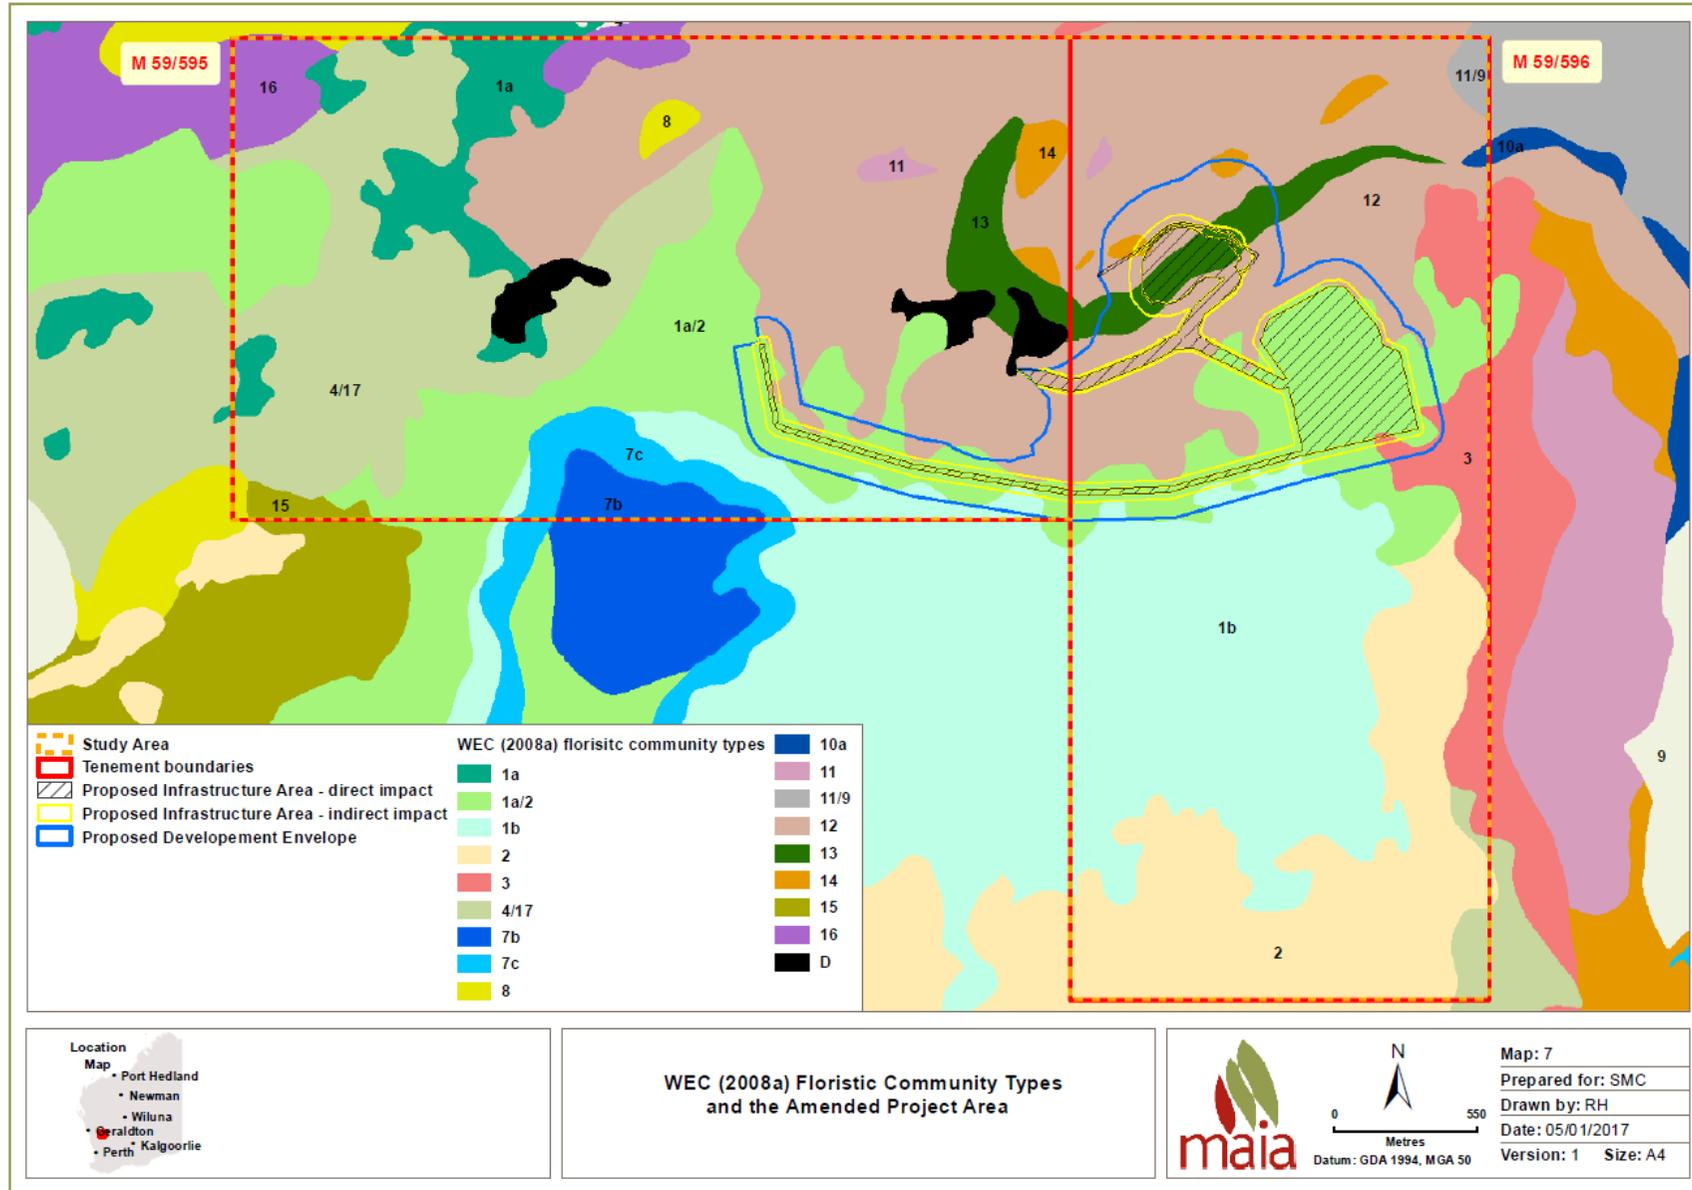 M 59/595
M 59/596
16
1a
11/9
8
14
10a
11
12
13
1a/2
4/17
7c
3
15
7b
1b
9
2
Study Area
Tenement boundaries
Proposed Infrastructure Area - direct impact
Proposed Infrastructure Area - indirect impact
Proposed Developement Envelope
WEC (2008a) florisitc community types
1a
1a/2
1b
2
3
4/17
7b
7c
8
10a
11
11/9
12
13
14
15
16
D
Location
Map
Port Hedland
Newman
Wiluna
Geraldton
Kalgoorlie
Perth
WEC (2008a) Floristic Community Types
and the Amended Project Area
maia
N
0 550
Metres
Datum: GDA 1994, MGA 50
Map: 7
Prepared for: SMC
Drawn by: RH
Date: 05/01/2017
Version: 1 Size: A4